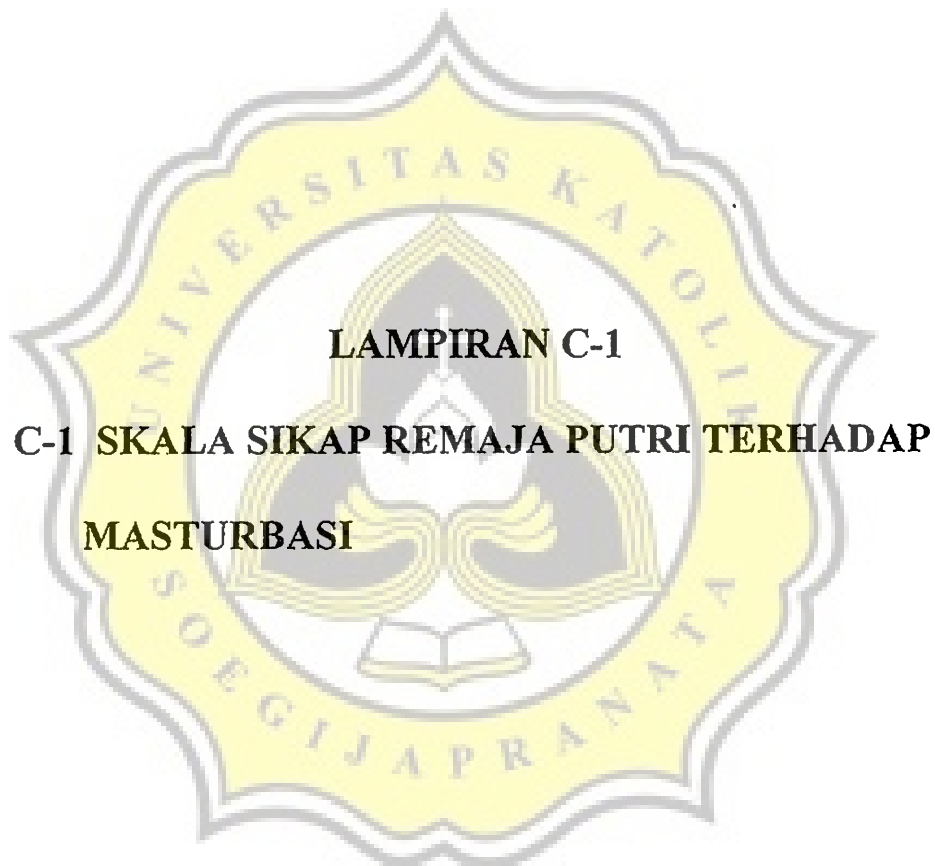 UNIVERSITAS KATOLIK
LAMPIRAN C-1
C-1 SKALA SIKAP REMAJA PUTRI TERHADAP
MASTURBASI
SOEGIJAPRANATA